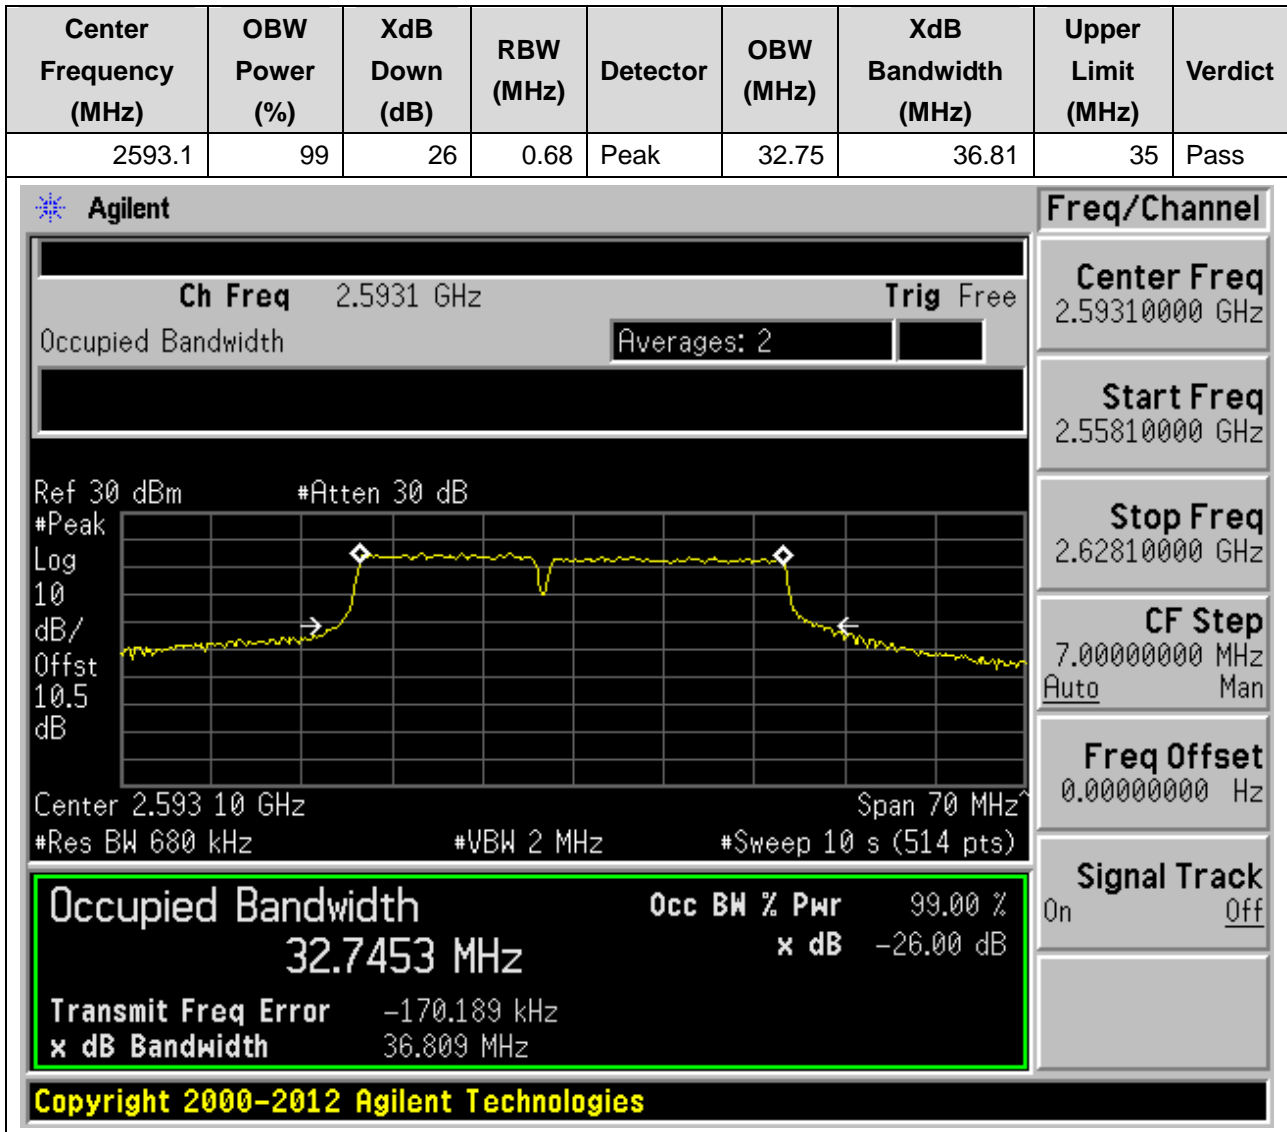 Center Frequency (MHz) OBW Power (%) XdB Down (dB) RBW (MHz) Detector OBW (MHz) XdB Bandwidth (MHz) Upper Limit (MHz) Verdict
2593.1 99 26 0.68 Peak 32.75 36.81 35 Pass
Agilent
Freq/Channel
Ch Freq 2.5931 GHz Trig Free
Occupied Bandwidth Averages: 2
Center Freq
2.59310000 GHz
Start Freq
2.55810000 GHz
Stop Freq
2.62810000 GHz
CF Step
7.00000000 MHz
Auto Man
Freq Offset
0.00000000 Hz
Signal Track
On Off
Ref 30 dBm #Atten 30 dB
#Peak
Log
10
dB/
Offst
10.5
dB
Center 2.593 10 GHz Span 70 MHz^
#Res BW 680 kHz #VBW 2 MHz #Sweep 10 s (514 pts)
Occupied Bandwidth Occ BW % Pwr 99.00 %
32.7453 MHz x dB -26.00 dB
Transmit Freq Error -170.189 kHz
x dB Bandwidth 36.809 MHz
Copyright 2000-2012 Agilent Technologies